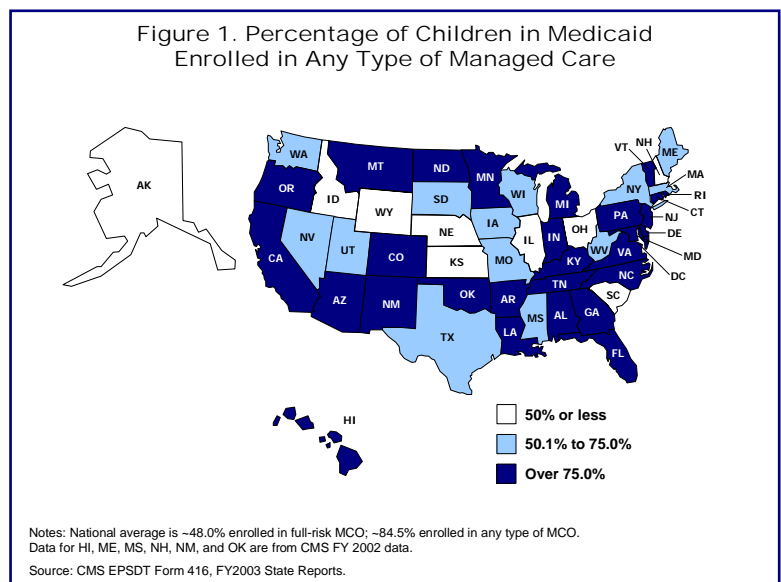 Figure 1. Percentage of Children in Medicaid
Enrolled in Any Type of Managed Care
AK
WA
OR
CA
NV
ID
MT
WY
UT
AZ
CO
NM
ND
SD
NE
KS
OK
TX
MN
IA
MO
AR
LA
WI
IL
MS
MI
IN
KY
TN
AL
OH
WV
GA
FL
SC
NC
VA
PA
NY
VT
NH
ME
MA
RI
CT
NJ
DE
MD
DC
HI
50% or less
50.1% to 75.0%
Over 75.0%
Notes: National average is ~48.0% enrolled in full-risk MCO; ~84.5% enrolled in any type of MCO.
Data for HI, ME, MS, NH, NM, and OK are from CMS FY 2002 data.
Source: CMS EPSDT Form 416, FY2003 State Reports.